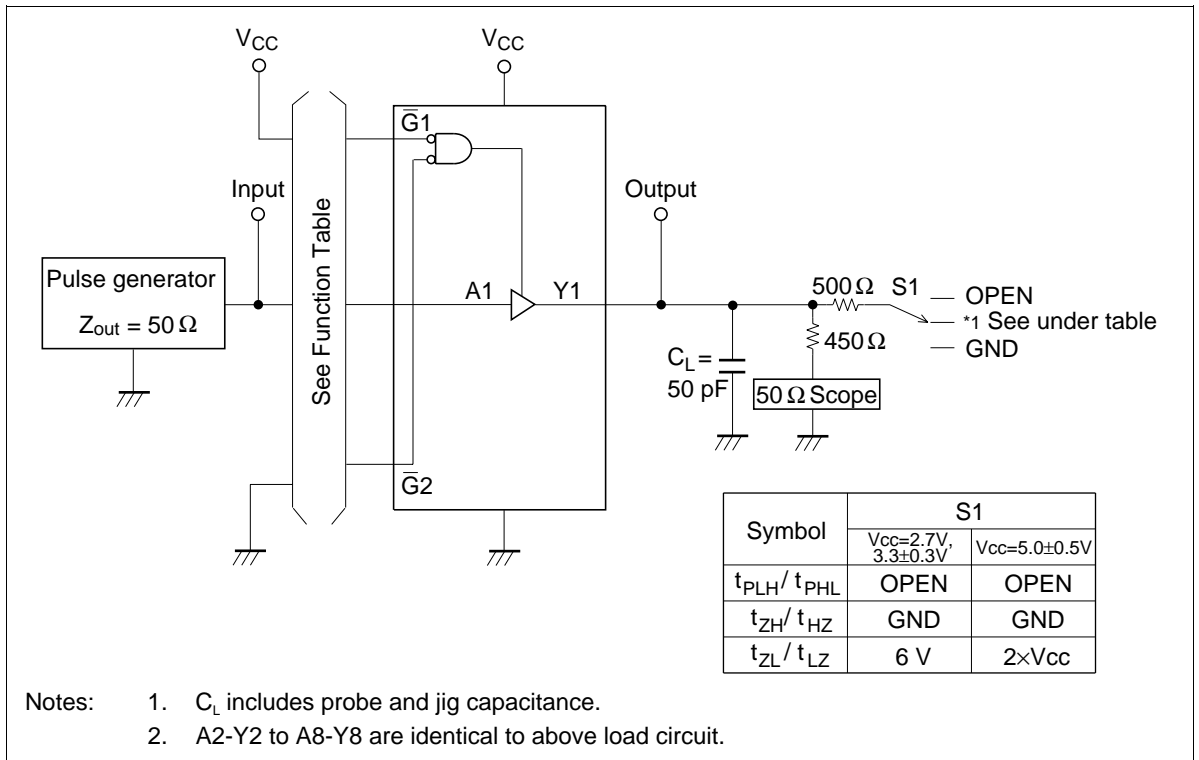 VCC
VCC
G1
Input
Output
See Function Table
Pulse generator
Zout = 50 Ω
A1
Y1
500 Ω
S1
OPEN
*1 See under table
GND
450 Ω
CL =
50 pF
50 Ω Scope
G2
Symbol
S1
Vcc=2.7V,
3.3±0.3V
Vcc=5.0±0.5V
tPLH/ tPHL
OPEN
OPEN
tZH/ tHZ
GND
GND
tZL/ tLZ
6 V
2×Vcc
Notes: 1. CL includes probe and jig capacitance.
2. A2-Y2 to A8-Y8 are identical to above load circuit.